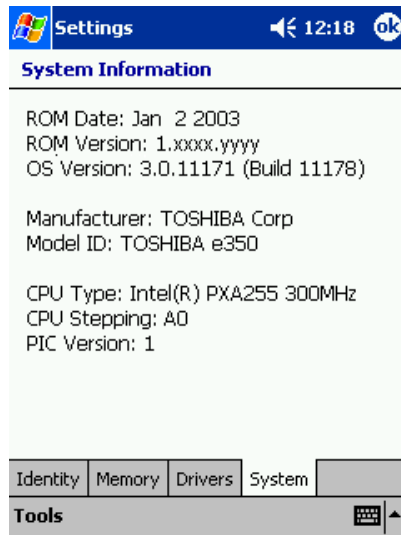 Settings 12:18 ok
System Information
ROM Date: Jan 2 2003
ROM Version: 1.xxxx.yyyy
OS Version: 3.0.11171 (Build 11178)
Manufacturer: TOSHIBA Corp
Model ID: TOSHIBA e350
CPU Type: Intel(R) PXA255 300MHz
CPU Stepping: A0
PIC Version: 1
Identity Memory Drivers System
Tools